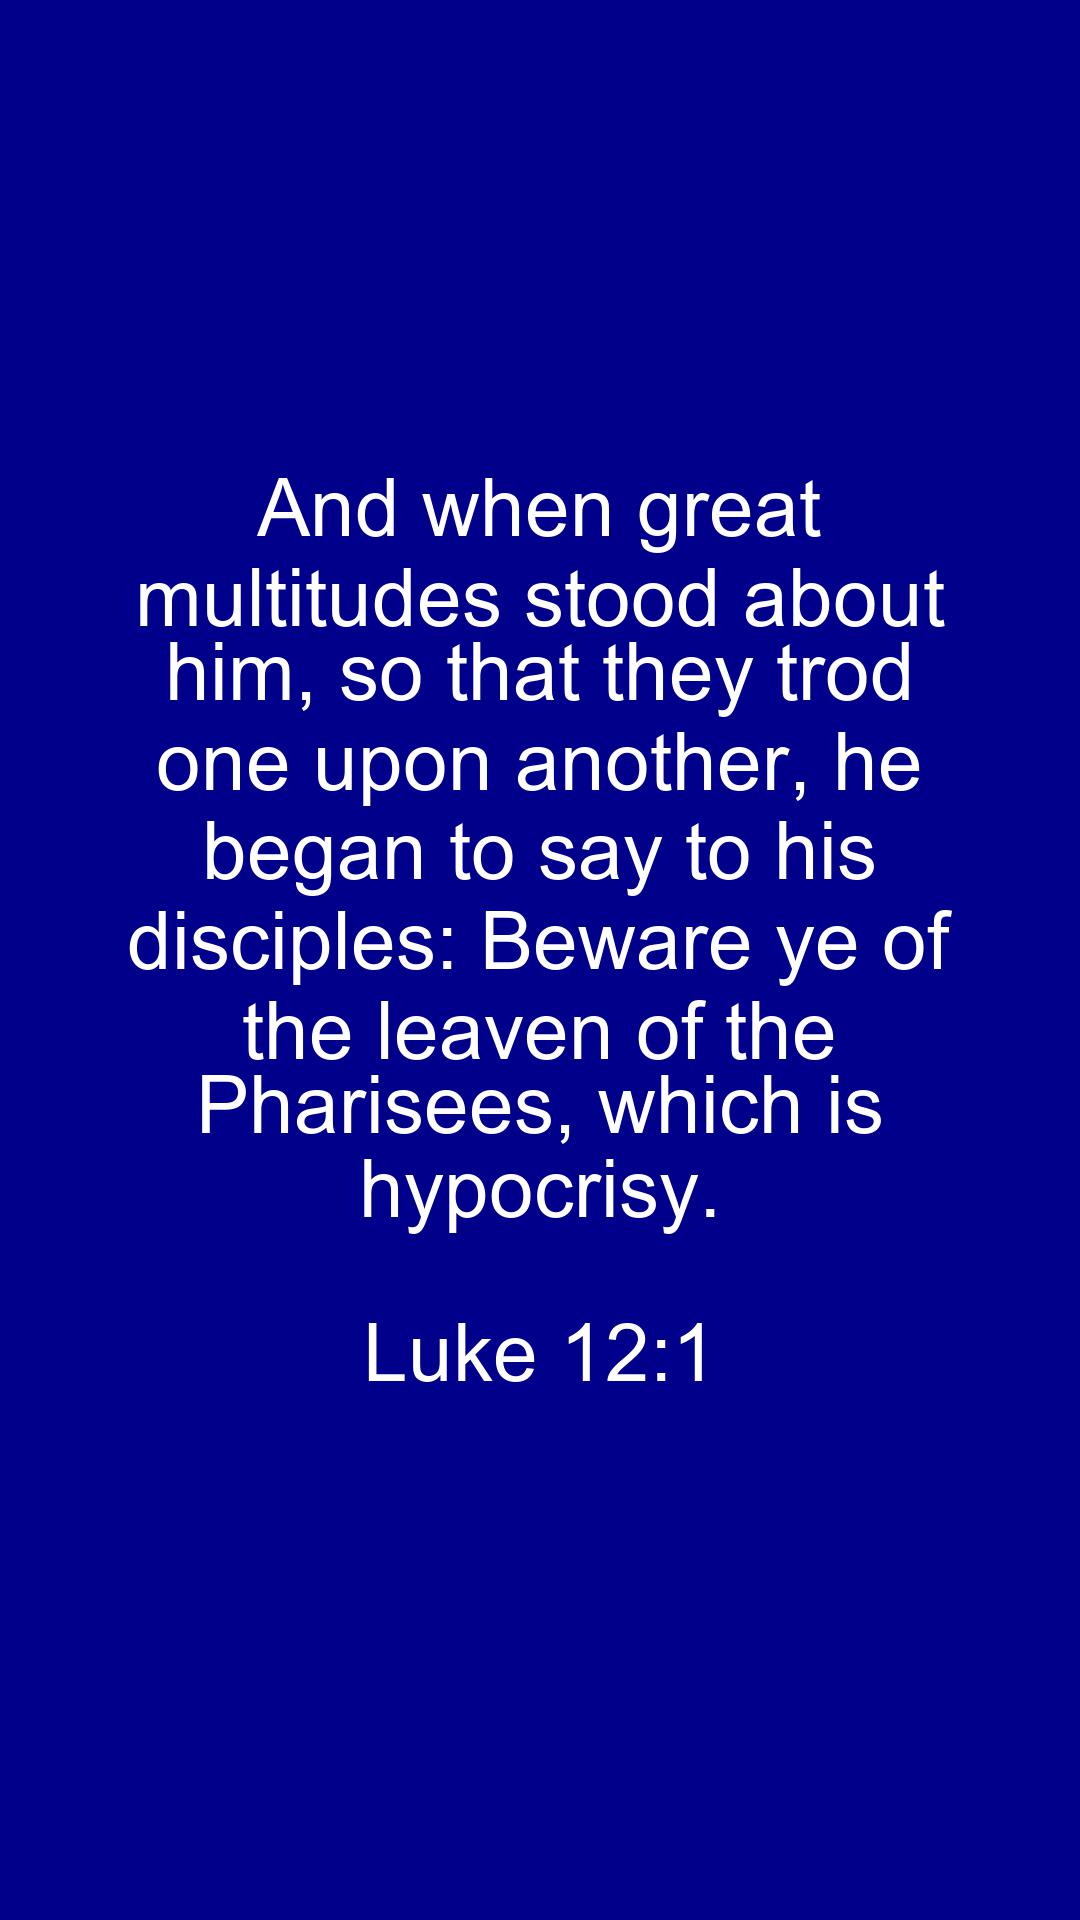 And when great
multitudes stood about
him, so that they trod
one upon another, he
began to say to his
disciples: Beware ye of
the leaven of the
Pharisees, which is
hypocrisy.
Luke 12:1